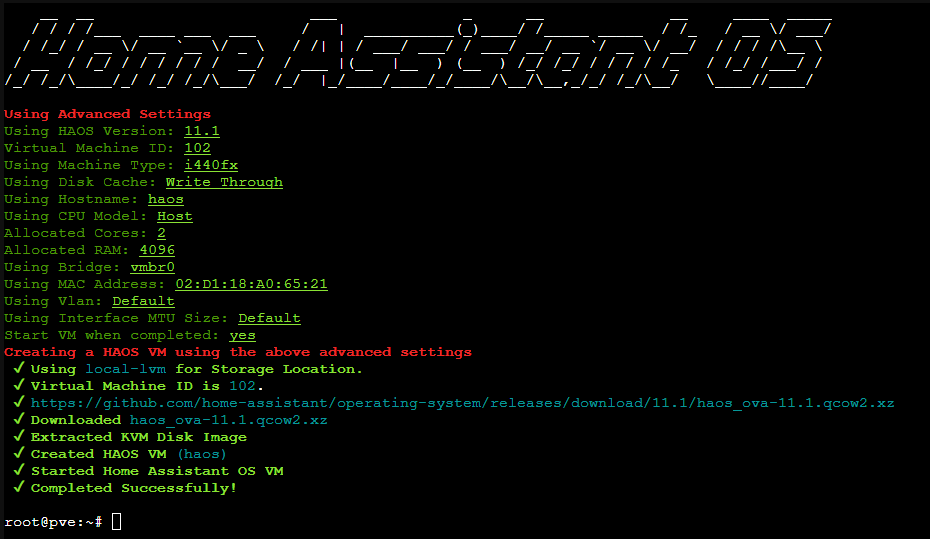 Home Assistant OS
Using Advanced Settings
Using HAOS Version: 11.1
Virtual Machine ID: 102
Using Machine Type: i440fx
Using Disk Cache: Write Through
Using Hostname: haos
Using CPU Model: Host
Allocated Cores: 2
Allocated RAM: 4096
Using Bridge: vmbr0
Using MAC Address: 02:D1:18:A0:65:21
Using Vlan: Default
Using Interface MTU Size: Default
Start VM when completed: yes
Creating a HAOS VM using the above advanced settings
✓ Using local-lvm for Storage Location.
✓ Virtual Machine ID is 102.
✓ https://github.com/home-assistant/operating-system/releases/download/11.1/haos_ova-11.1.qcow2.xz
✓ Downloaded haos_ova-11.1.qcow2.xz
✓ Extracted KVM Disk Image
✓ Created HAOS VM (haos)
✓ Started Home Assistant OS VM
✓ Completed Successfully!
root@pve:~#